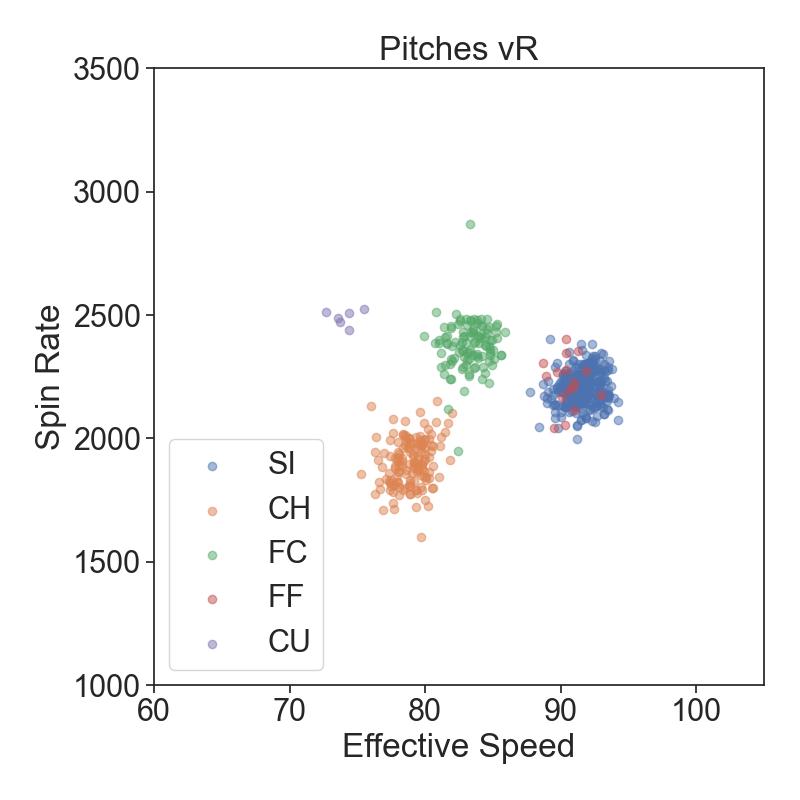 Pitches vR
3500
3000
2500
2000
1500
1000
Spin Rate
SI
CH
FC
FF
CU
60 70 80 90 100
Effective Speed